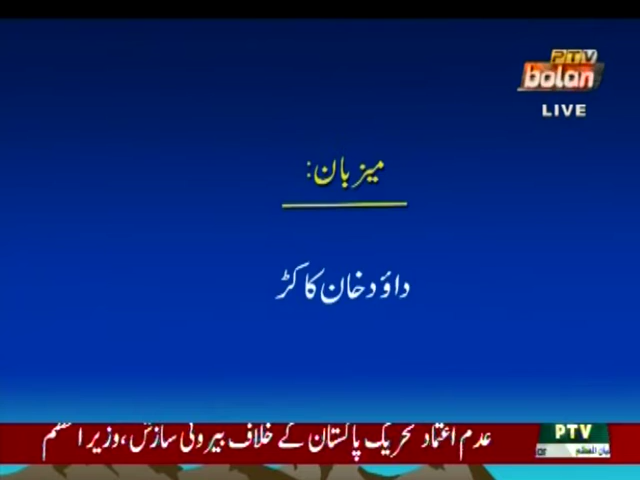 PTV
bolan
LIVE
میزبان:
داؤد خان کاکڑ
عدم اعتماد تحریک پاکستان کے خلاف بیرونی سازش، وزیر اعظم
PTV